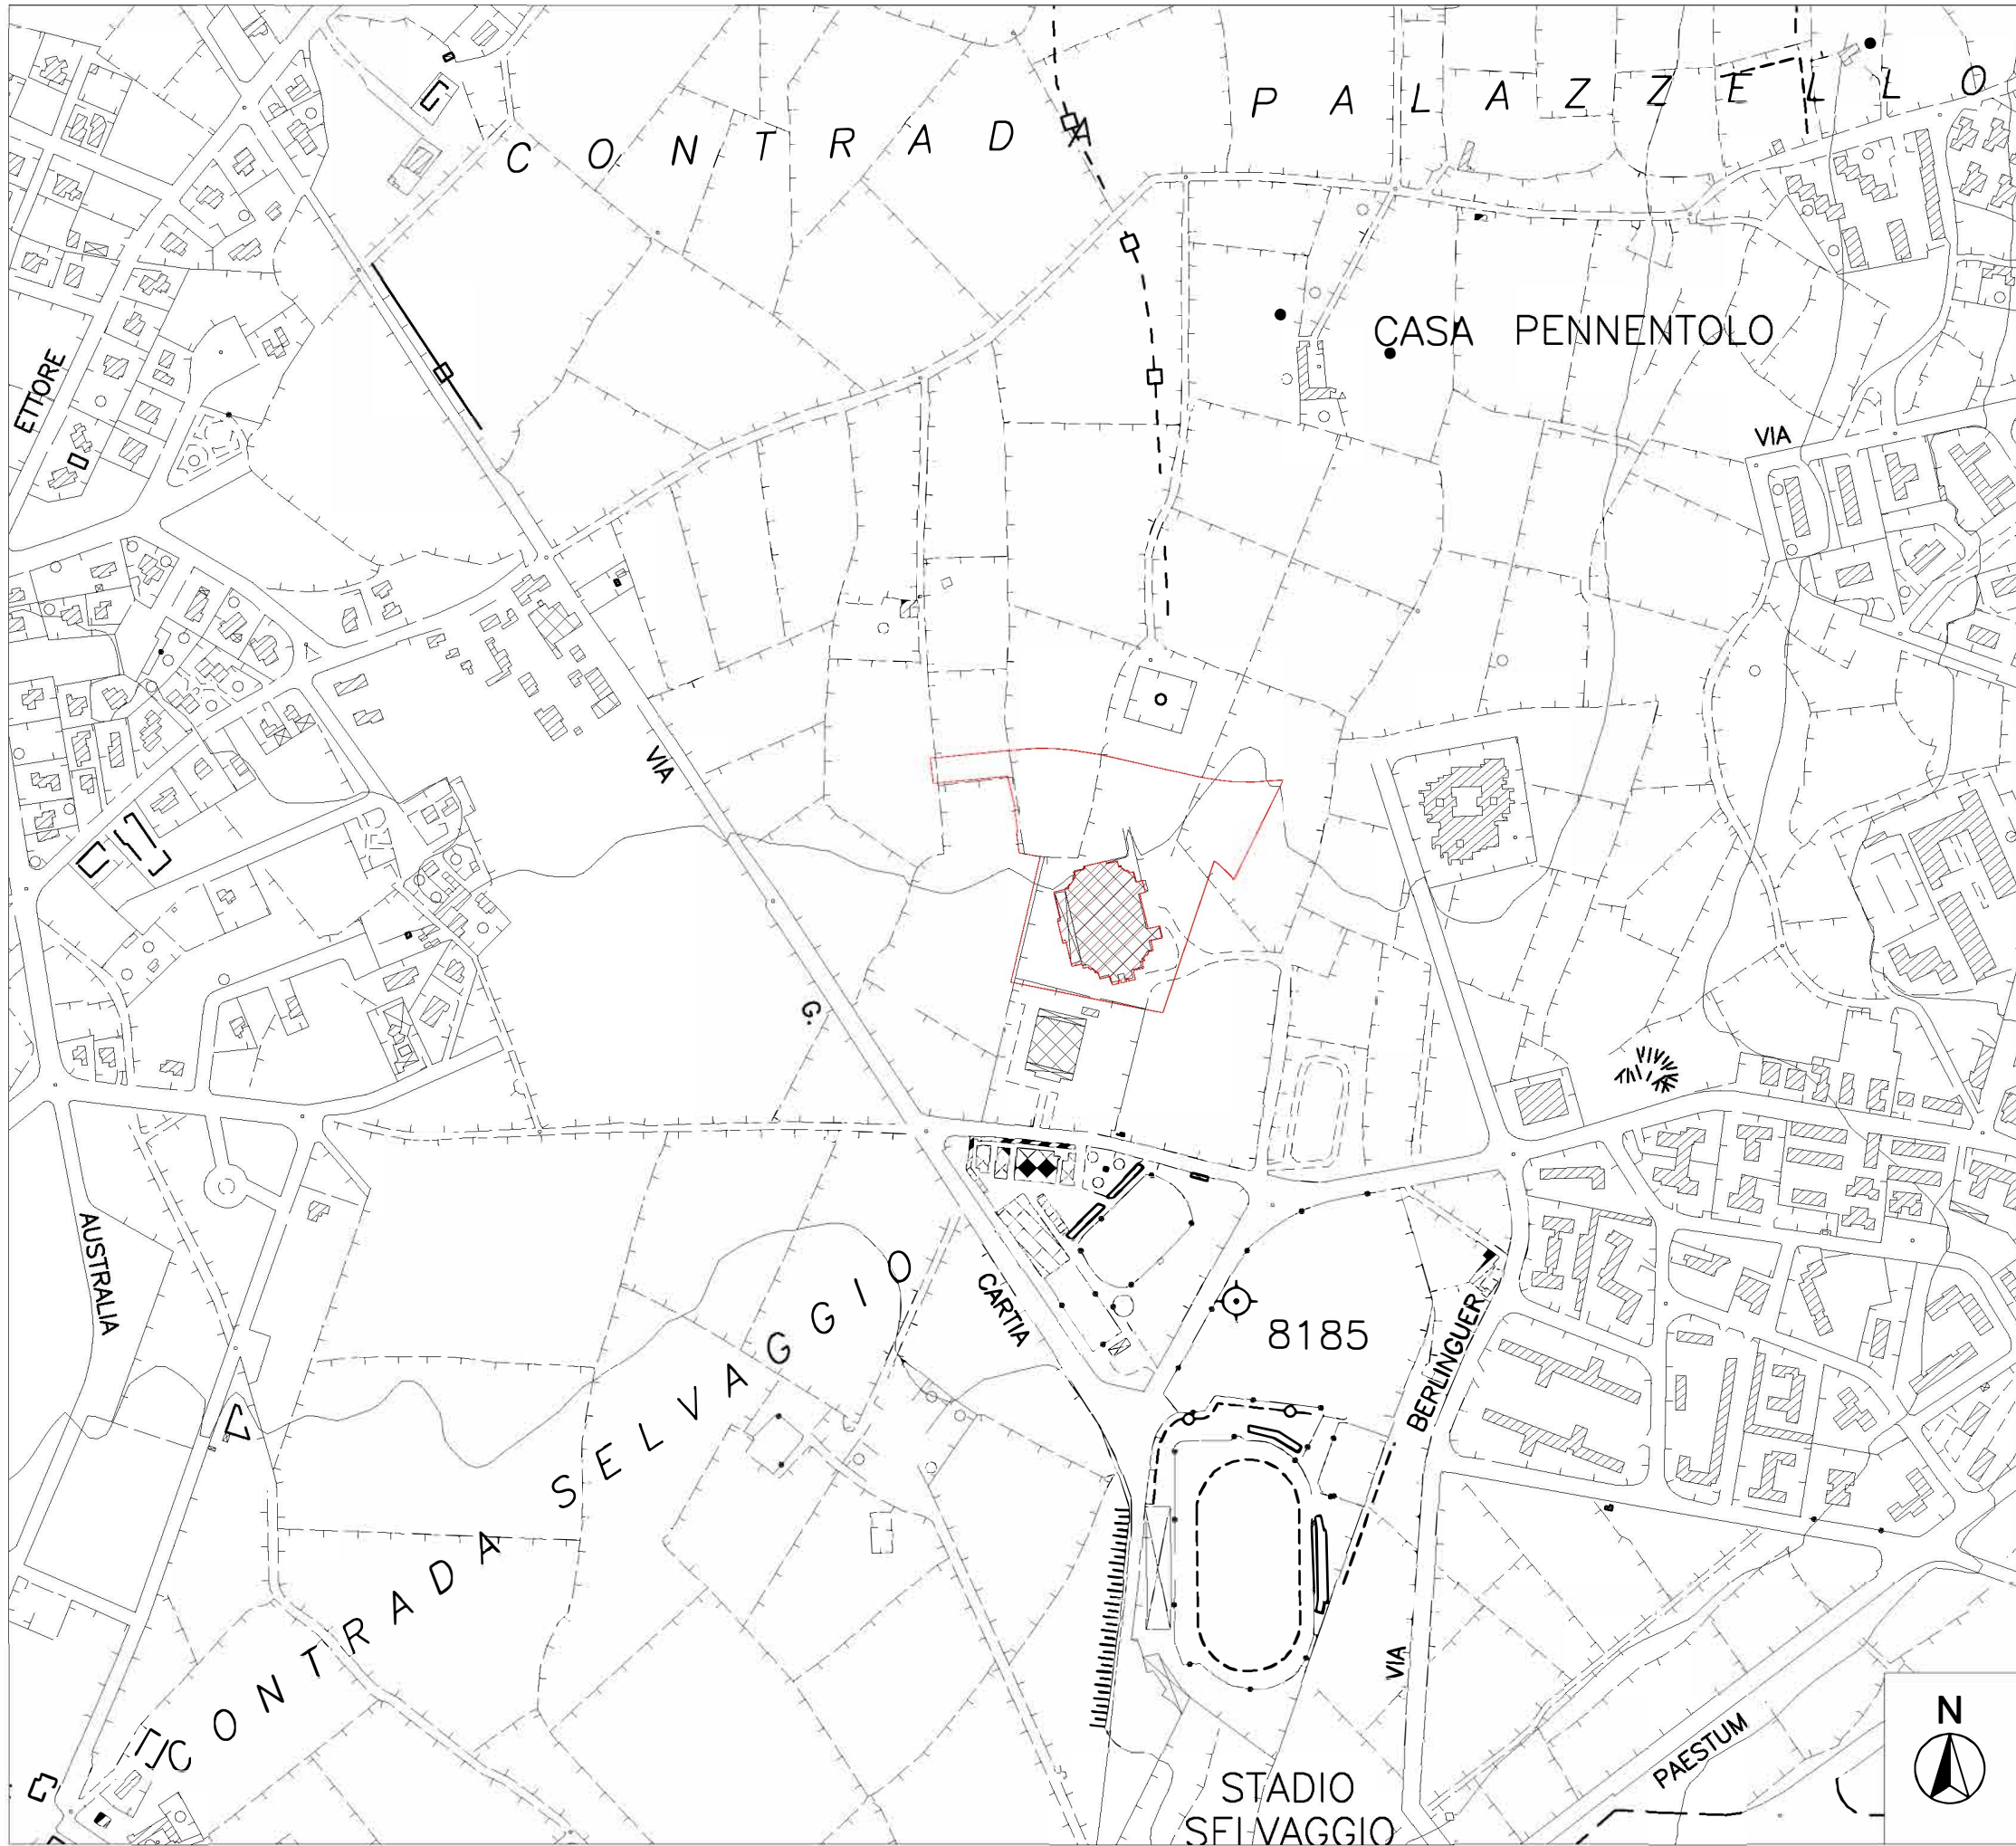 CONTRADA PALAZZELLO
ETTORE
CASA PENNENTOLO
VIA
VIA
G.
CARTIA
AUSTRALIA
8185
BERLINGUER
VIA
CONTRADA SELVAGGIO
PAESTUM
STADIO
SELVAGGIO
N